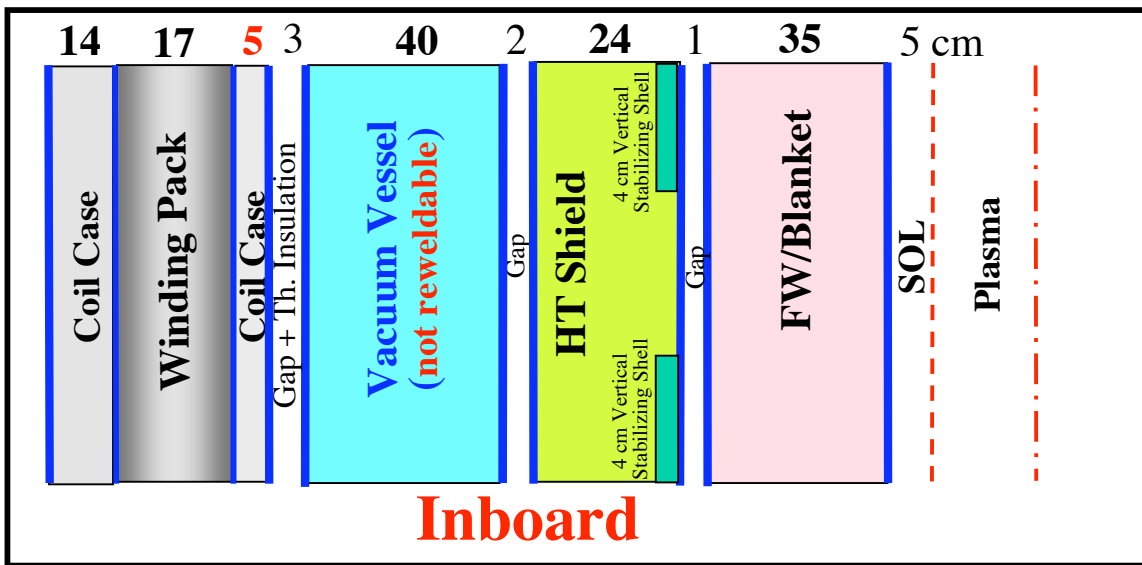 14 17 5 3 40 2 24 1 35 5 cm
Coil Case
Winding Pack
Coil Case
Gap + Th. Insulation
Vacuum Vessel
(not reweldable)
Gap
HT Shield
4 cm Vertical
Stabilizing Shell
4 cm Vertical
Stabilizing Shell
Gap
FW/Blanket
SOL
Plasma
Inboard